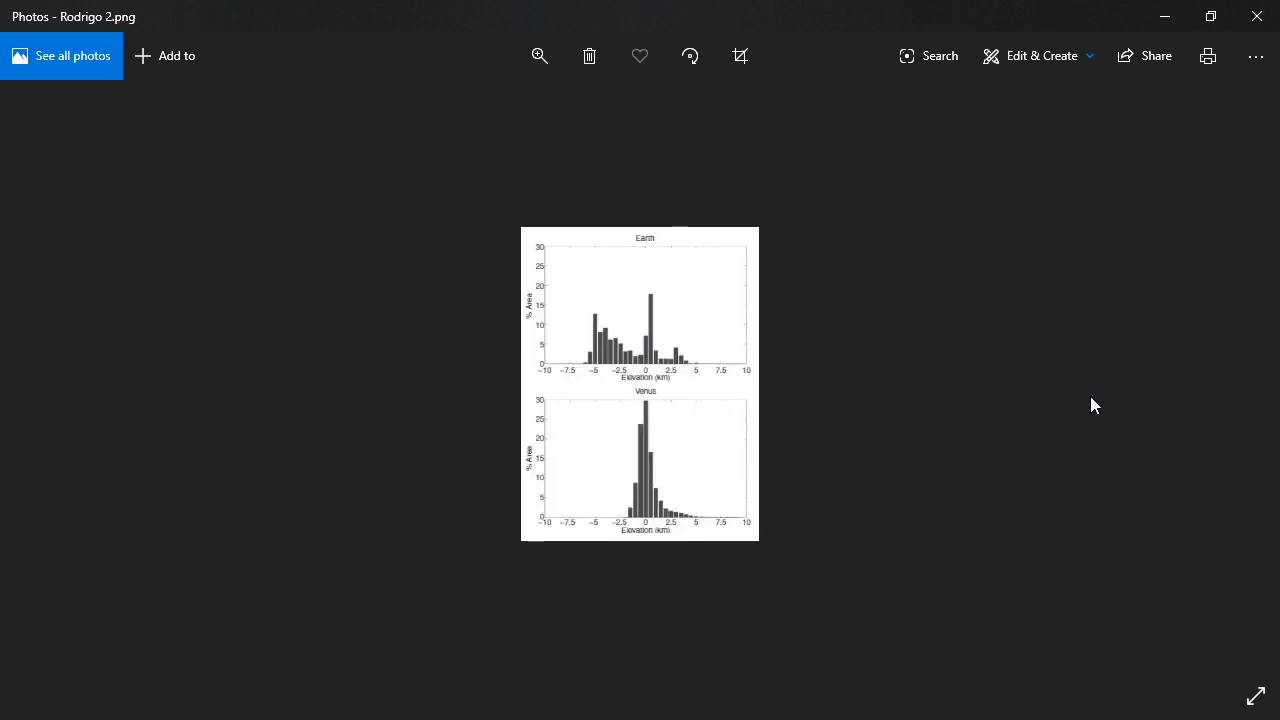 Photos - Rodrigo 2.png
See all photos
Add to
Search
Edit & Create
Share
Earth
30
25
20
15
10
5
0
% Area
−10 −7.5 −5 −2.5 0 2.5 5 7.5 10
Elevation (km)
Venus
30
25
20
15
10
5
0
% Area
−10 −7.5 −5 −2.5 0 2.5 5 7.5 10
Elevation (km)